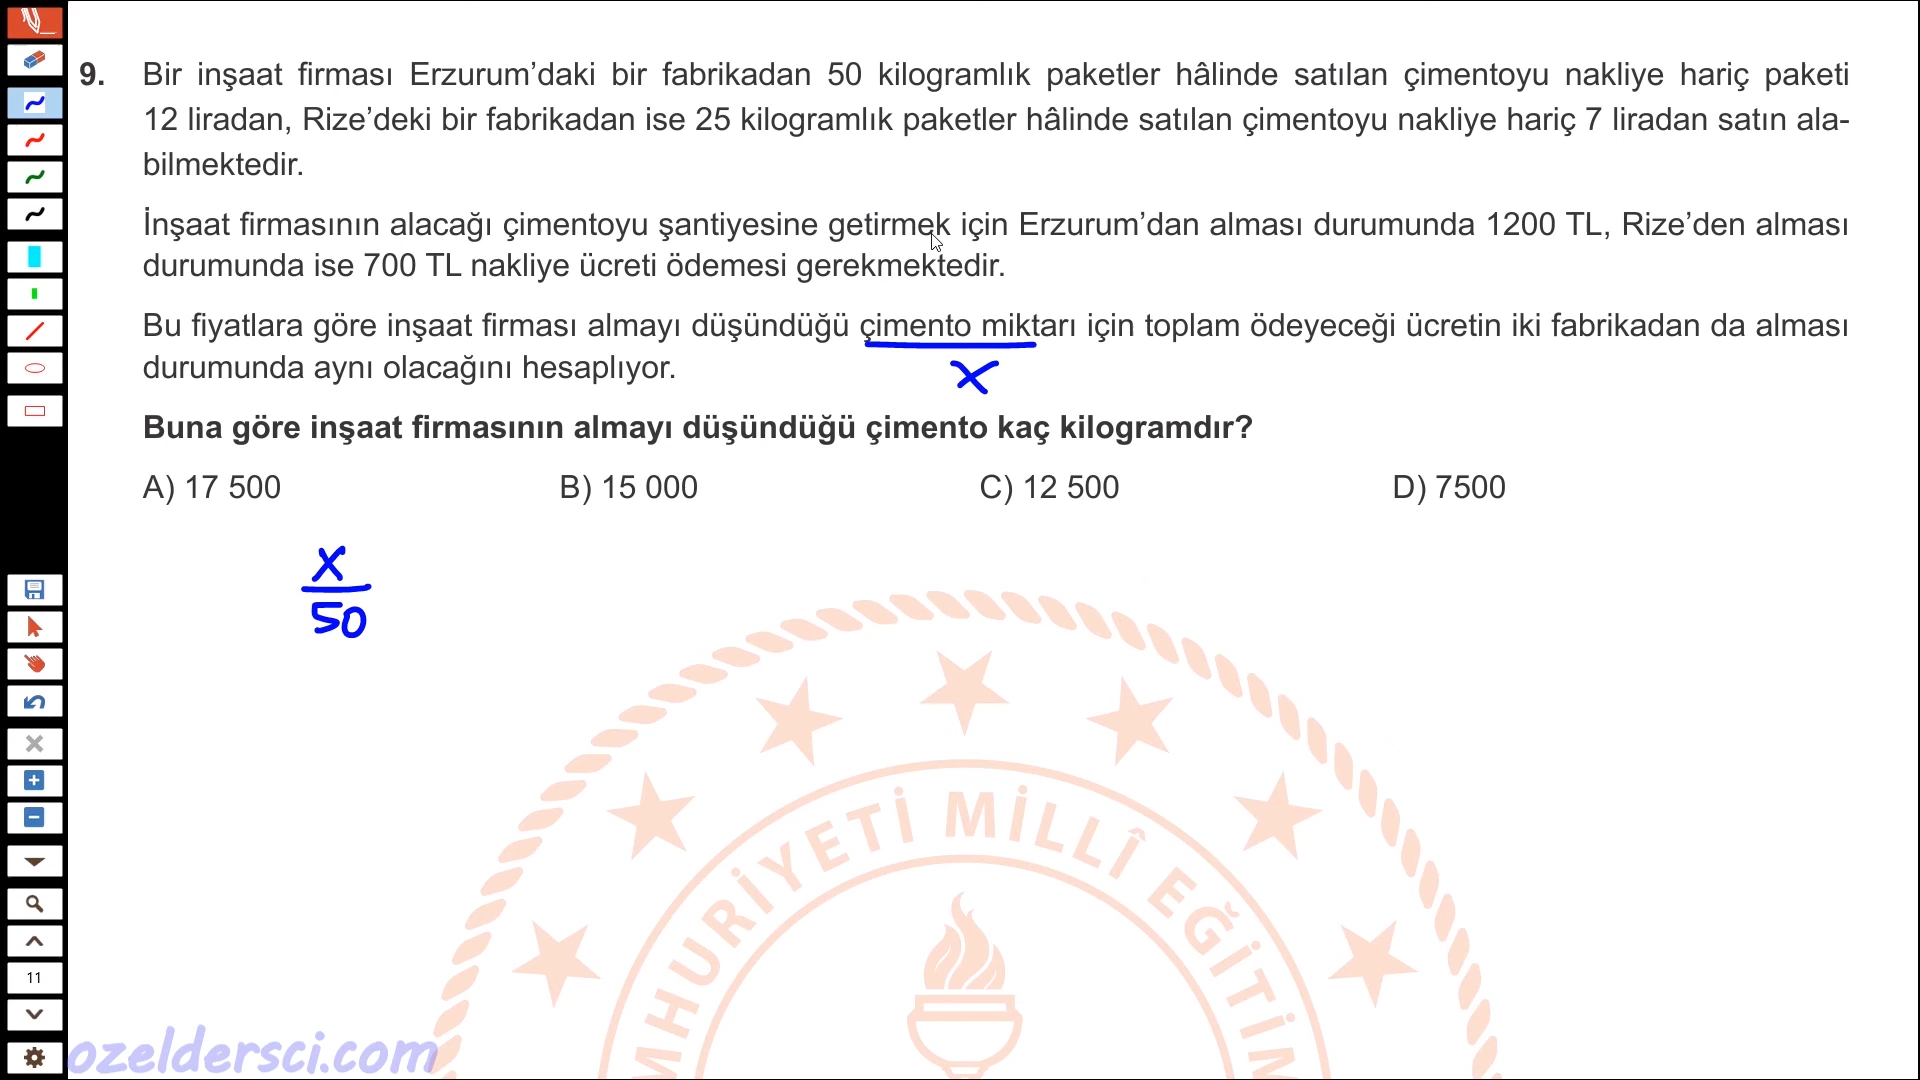 9. Bir inşaat firması Erzurum’daki bir fabrikadan 50 kilogramlık paketler hâlinde satılan çimentoyu nakliye hariç paketi
12 liradan, Rize’deki bir fabrikadan ise 25 kilogramlık paketler hâlinde satılan çimentoyu nakliye hariç 7 liradan satın ala-
bilmektedir.
İnşaat firmasının alacağı çimentoyu şantiyesine getirmek için Erzurum’dan alması durumunda 1200 TL, Rize’den alması
durumunda ise 700 TL nakliye ücreti ödemesi gerekmektedir.
Bu fiyatlara göre inşaat firması almayı düşündüğü çimento miktarı için toplam ödeyeceği ücretin iki fabrikadan da alması
durumunda aynı olacağını hesaplıyor.
x
Buna göre inşaat firmasının almayı düşündüğü çimento kaç kilogramdır?
A) 17 500 B) 15 000 C) 12 500 D) 7500
x
50
MHURİYETİ MİLLÎ EĞİTİM
11
ozeldersci.com